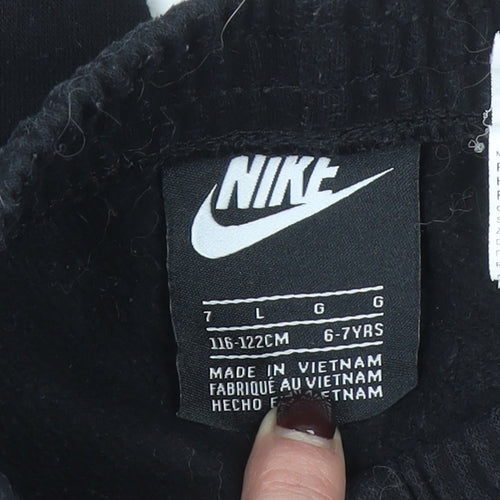 NIKE
7 L G G
116-122CM 6-7YRS
MADE IN VIETNAM
FABRIQUÉ AU VIETNAM
HECHO